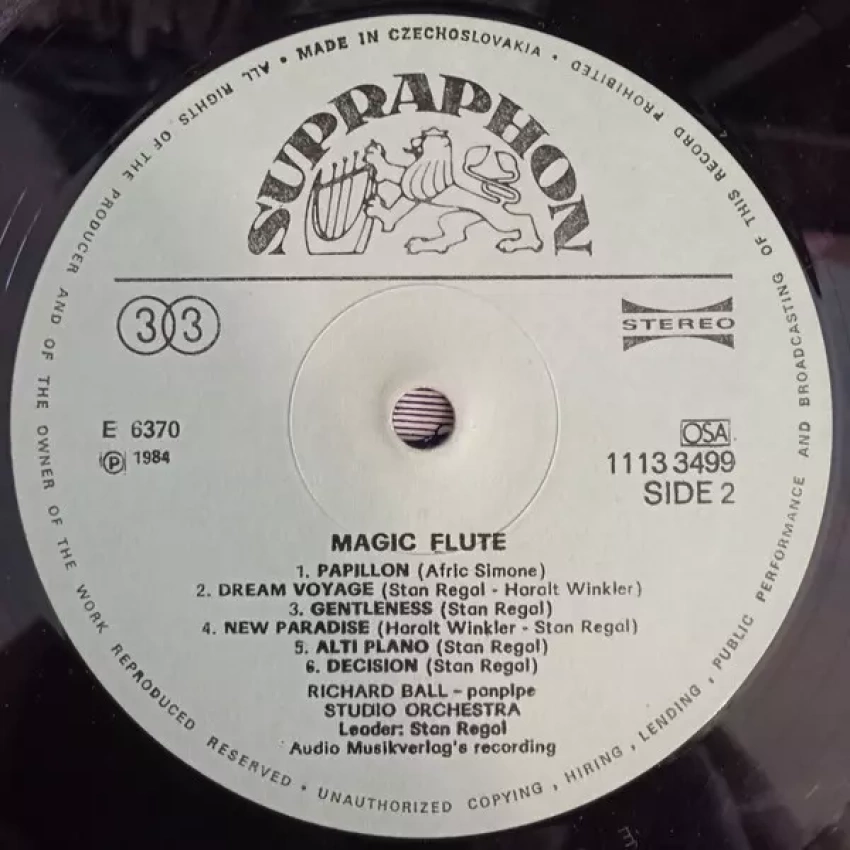 ALL RIGHTS OF THE PRODUCER AND OF THE OWNER OF THE WORK REPRODUCED RESERVED • UNAUTHORIZED COPYING, HIRING, LENDING, PUBLIC PERFORMANCE AND BROADCASTING OF THIS RECORD PROHIBITED • MADE IN CZECHOSLOVAKIA •
SUPRAPHON
33
STEREO
E 6370
Ⓟ 1984
OSA
1113 3499
SIDE 2
MAGIC FLUTE
1. PAPILLON (Afric Simone)
2. DREAM VOYAGE (Stan Regal - Haralt Winkler)
3. GENTLENESS (Stan Regal)
4. NEW PARADISE (Haralt Winkler - Stan Regal)
5. ALTI PLANO (Stan Regal)
6. DECISION (Stan Regal)
RICHARD BALL - panpipe
STUDIO ORCHESTRA
Leader: Stan Regal
Audio Musikverlag's recording